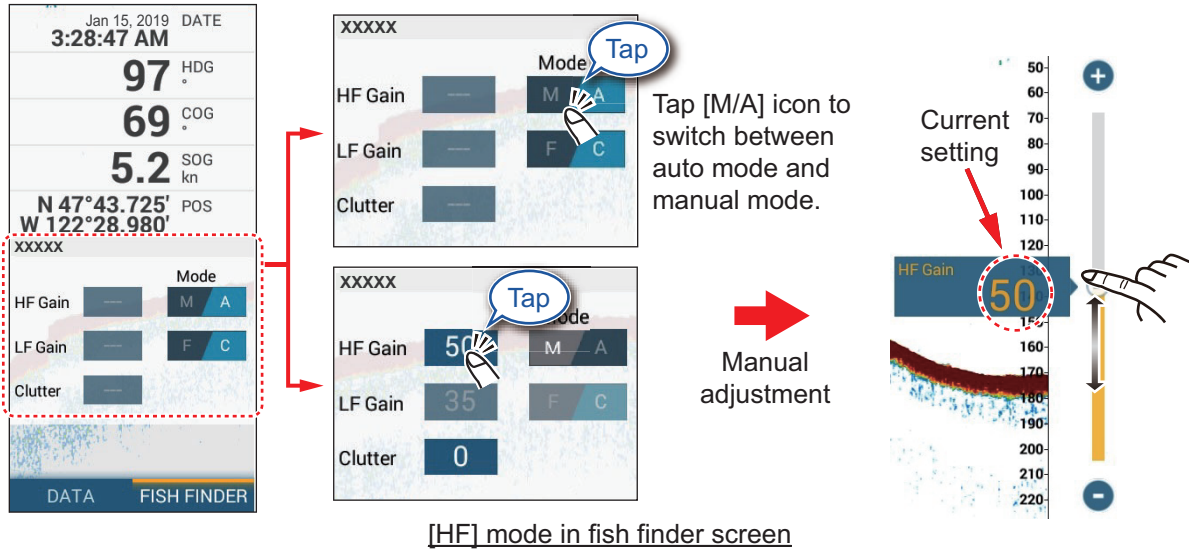 Jan 15, 2019 DATE
3:28:47 AM
97 HDG
°
69 COG
°
5.2 SOG
kn
N 47°43.725' POS
W 122°28.980'
XXXXX
Mode
HF Gain --- M A
LF Gain --- F C
Clutter ---
DATA FISH FINDER
XXXXX
Tap
Mode
HF Gain --- M A
LF Gain --- F C
Clutter ---
Tap [M/A] icon to
switch between
auto mode and
manual mode.
XXXXX
Tap
HF Gain 50 M A
LF Gain 35 F C
Clutter 0
Manual
adjustment
Current
setting
HF Gain
50
+
50
60
70
80
90
100
110
120
150
160
170
180
190
200
210
220
-
[HF] mode in fish finder screen